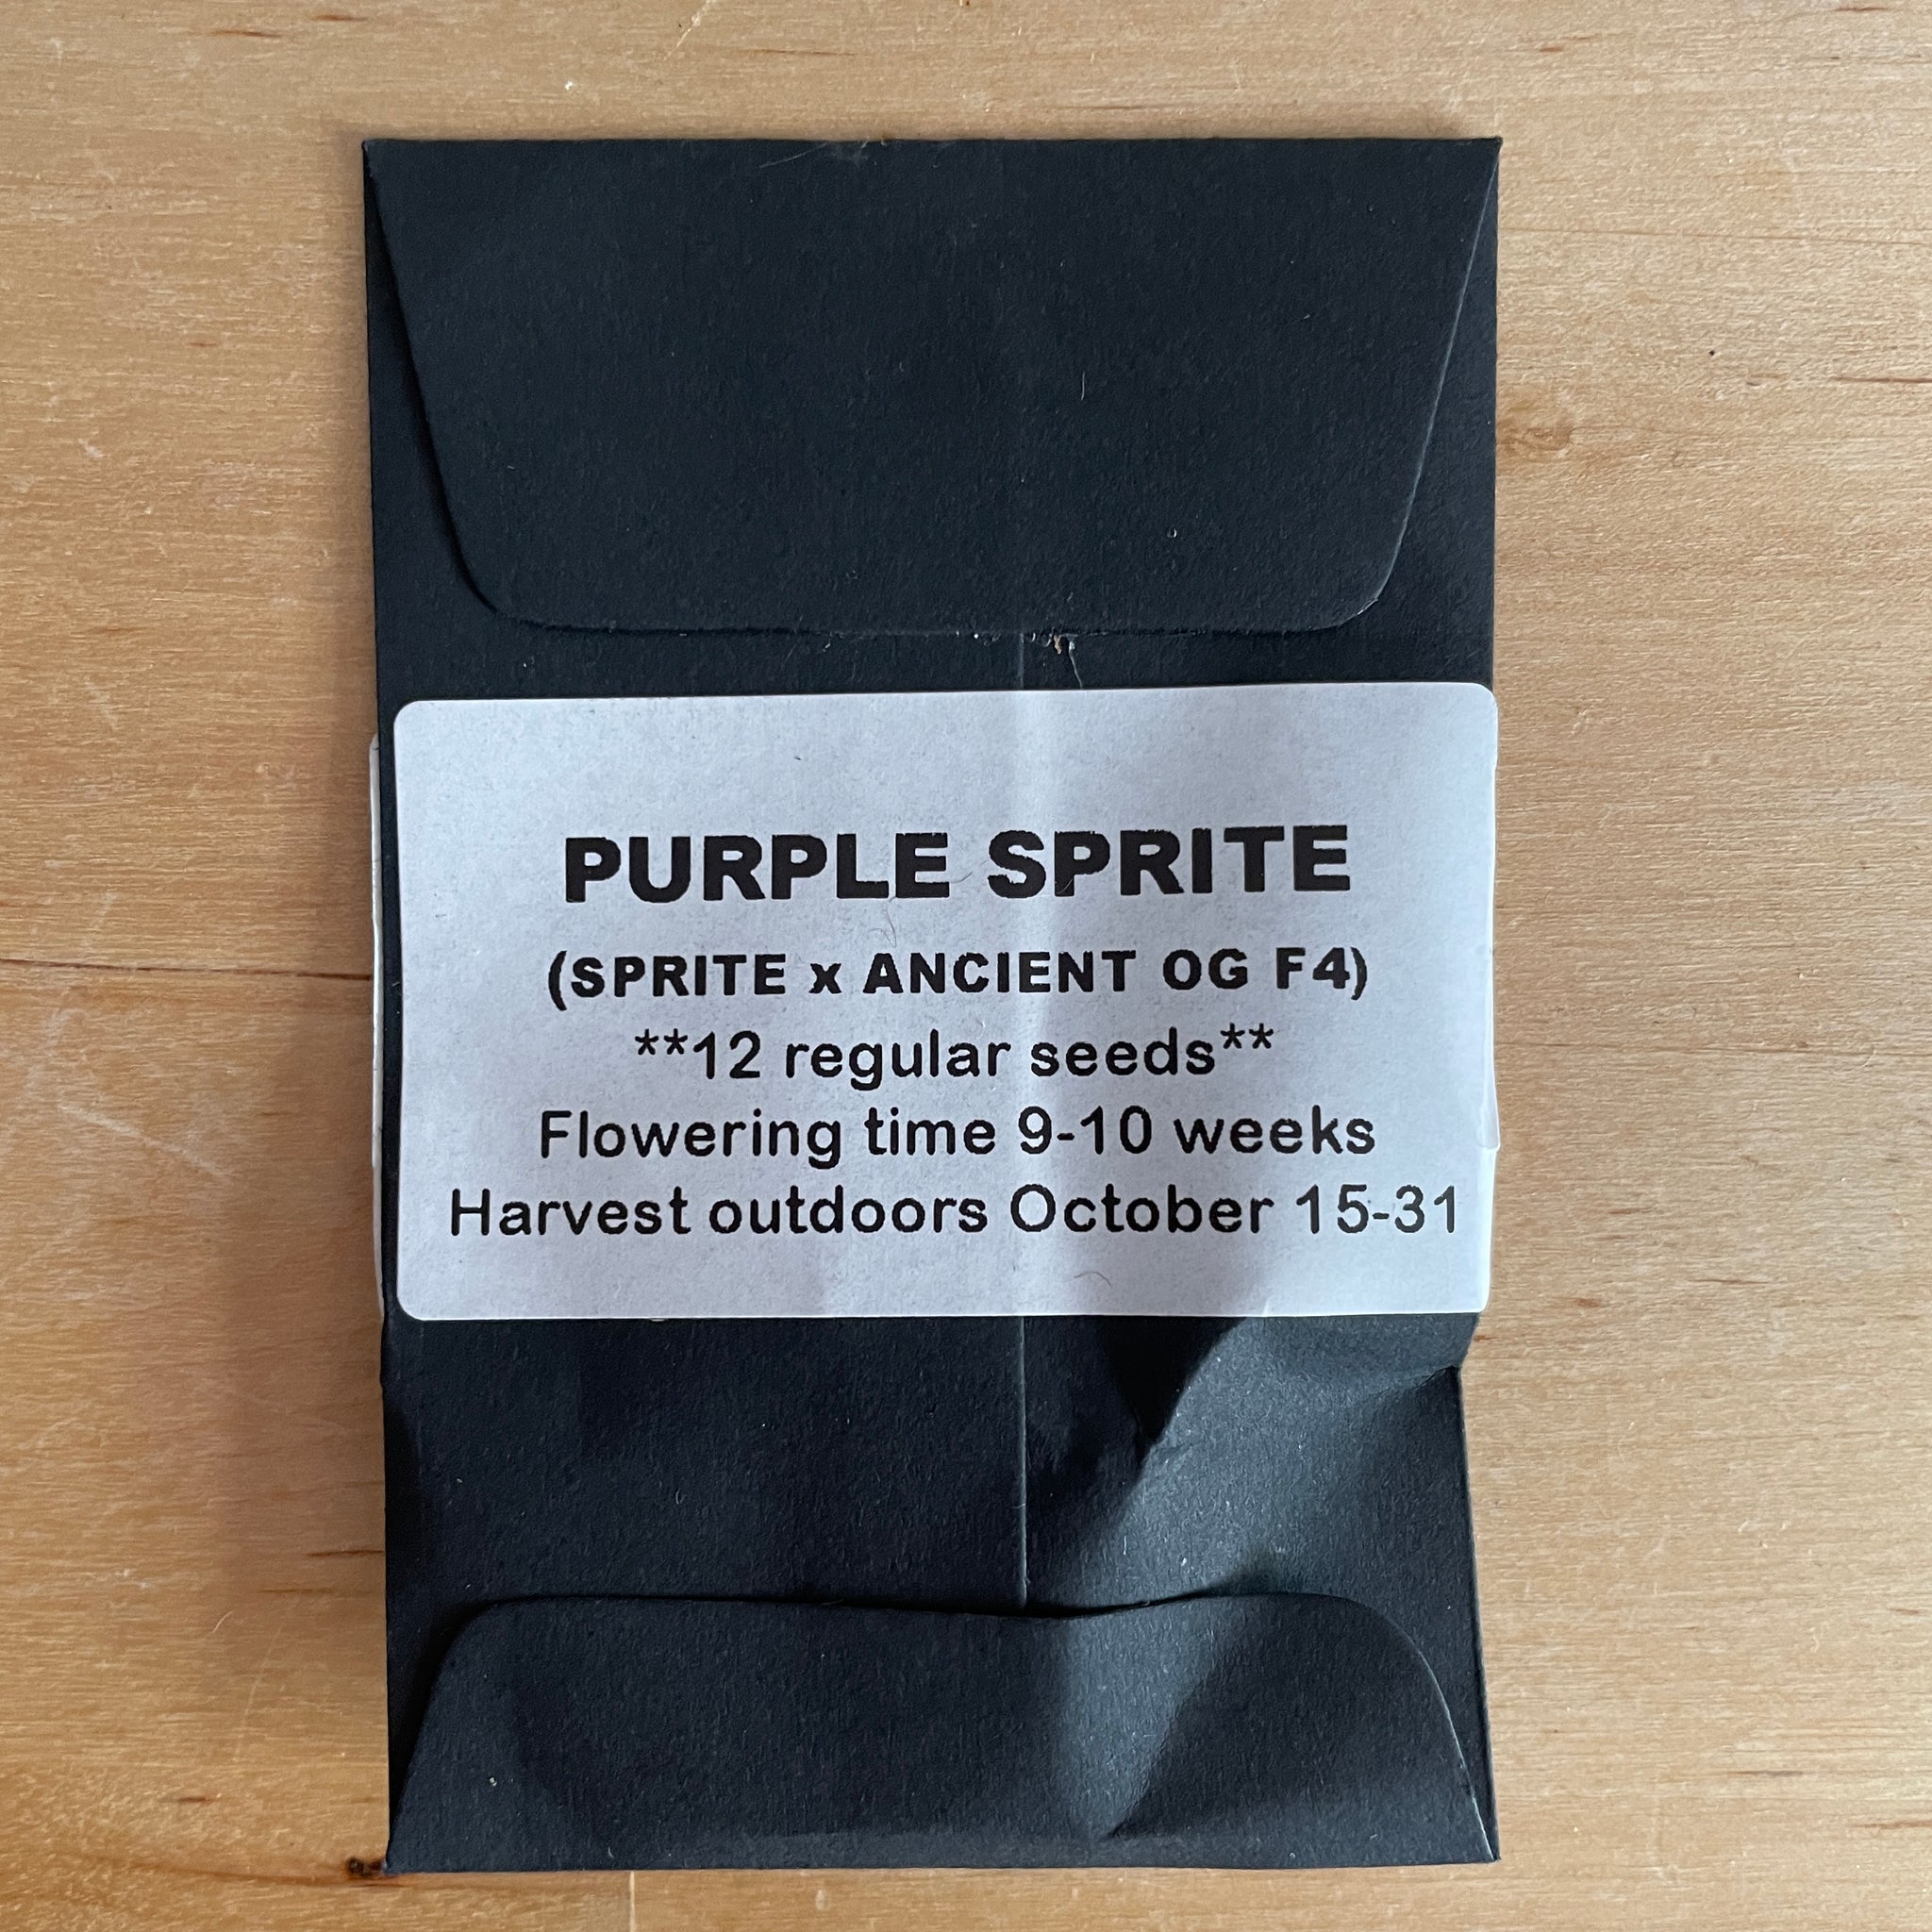 PURPLE SPRITE
(SPRITE x ANCIENT OG F4)
**12 regular seeds**
Flowering time 9-10 weeks
Harvest outdoors October 15-31